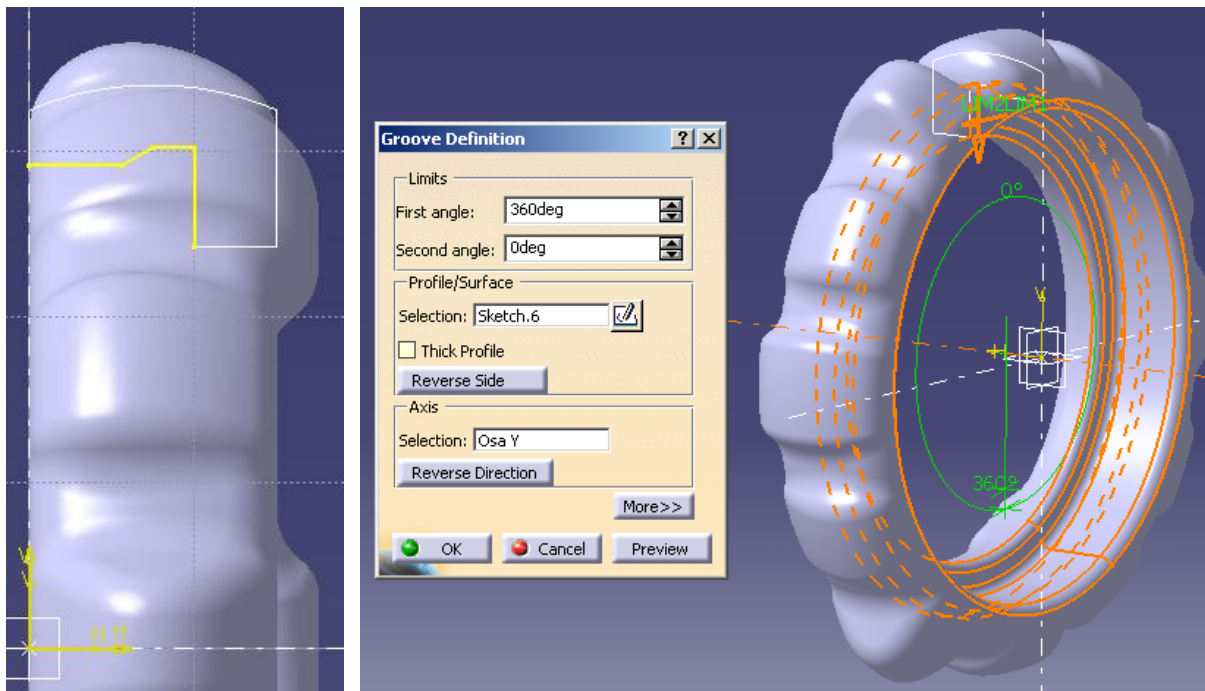 Groove Definition
Limits
First angle: 360deg
Second angle: 0deg
Profile/Surface
Selection: Sketch.6
Thick Profile
Reverse Side
Axis
Selection: Osa Y
Reverse Direction
More>>
OK Cancel Preview
0°
V